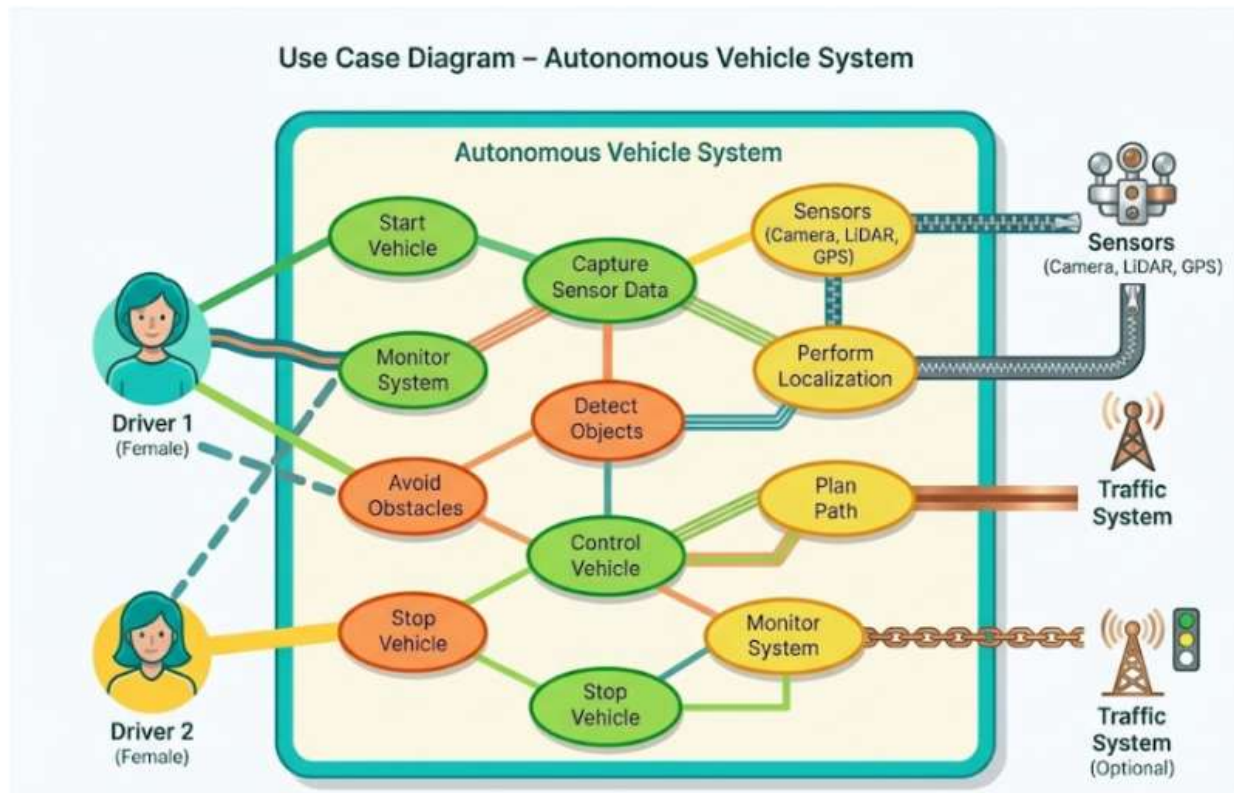 Use Case Diagram – Autonomous Vehicle System
Autonomous Vehicle System
Start
Vehicle
Capture
Sensor Data
Sensors
(Camera, LiDAR,
GPS)
Sensors
(Camera, LiDAR, GPS)
Monitor
System
Perform
Localization
Driver 1
(Female)
Detect
Objects
Avoid
Obstacles
Plan
Path
Traffic
System
Control
Vehicle
Stop
Vehicle
Monitor
System
Stop
Vehicle
Driver 2
(Female)
Traffic
System
(Optional)